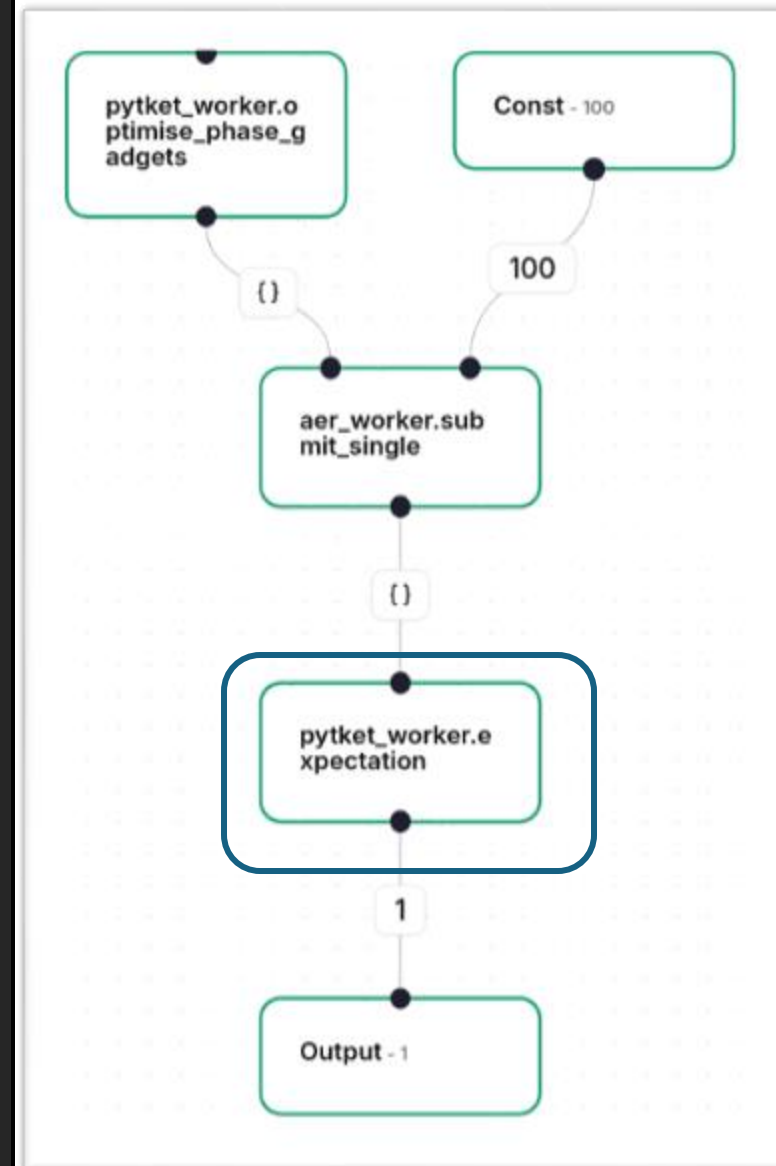 pytket_worker.o
ptimise_phase_g
adgets
Const - 100
{}
100
aer_worker.sub
mit_single
{}
pytket_worker.e
xpectation
1
Output - 1